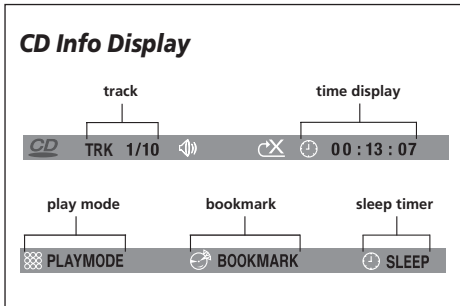 CD Info Display
track time display
CD TRK 1/10 00:13:07
play mode bookmark sleep timer
PLAYMODE BOOKMARK SLEEP